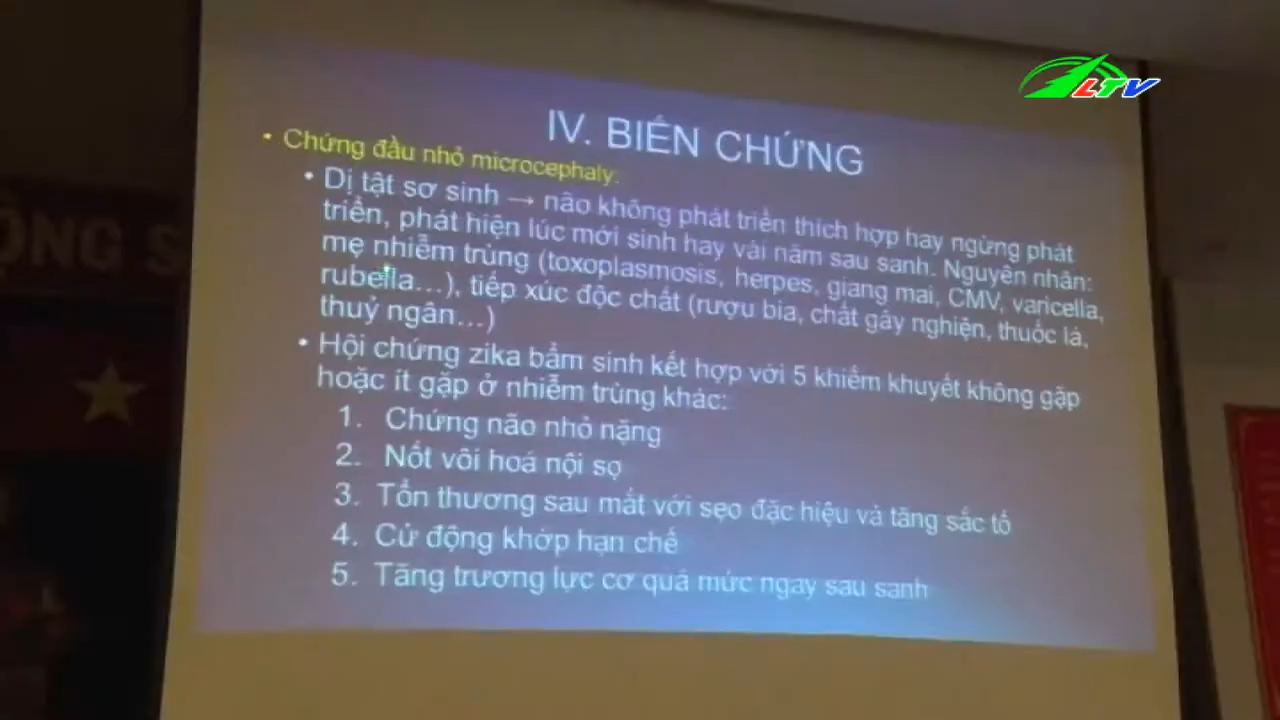 LTV
IV. BIẾN CHỨNG
• Chứng đầu nhỏ microcephaly:
• Dị tật sơ sinh → não không phát triển thích hợp hay ngừng phát
triển, phát hiện lúc mới sinh hay vài năm sau sanh. Nguyên nhân:
mẹ nhiễm trùng (toxoplasmosis, herpes, giang mai, CMV, varicella,
rubella…), tiếp xúc độc chất (rượu bia, chất gây nghiện, thuốc lá,
thuỷ ngân…)
• Hội chứng zika bẩm sinh kết hợp với 5 khiếm khuyết không gặp
hoặc ít gặp ở nhiễm trùng khác:
1. Chứng não nhỏ nặng
2. Nốt vôi hoá nội sọ
3. Tổn thương sau mắt với sẹo đặc hiệu và tăng sắc tố
4. Cử động khớp hạn chế
5. Tăng trương lực cơ quá mức ngay sau sanh
ỘNG S